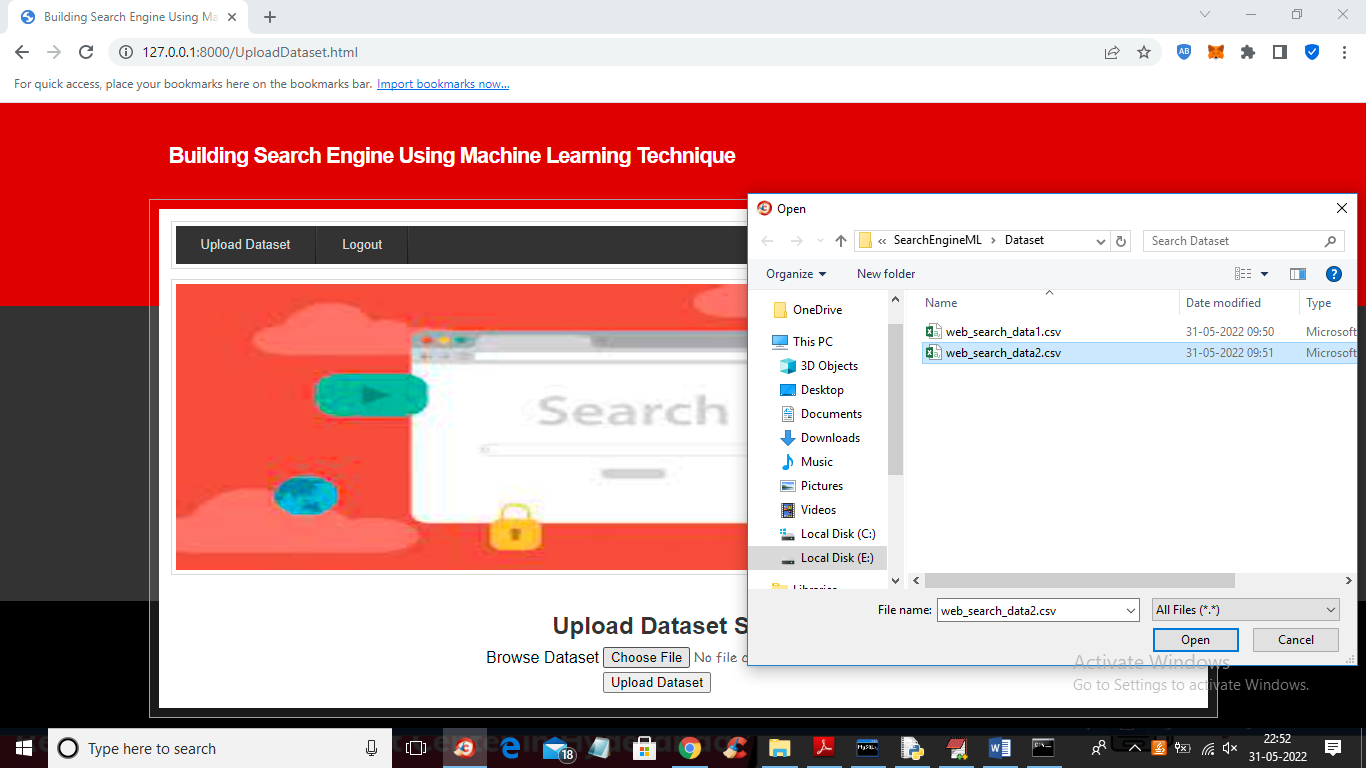 Building Search Engine Using Ma
127.0.0.1:8000/UploadDataset.html
For quick access, place your bookmarks here on the bookmarks bar. Import bookmarks now...
Building Search Engine Using Machine Learning Technique
Upload Dataset Logout
Search
Upload Dataset S
Browse Dataset Choose File No file
Upload Dataset
Open
« SearchEngineML > Dataset
Search Dataset
Organize New folder
Name Date modified Type
OneDrive
This PC
3D Objects
Desktop
Documents
Downloads
Music
Pictures
Videos
Local Disk (C:)
Local Disk (E:)
Libraries
web_search_data1.csv 31-05-2022 09:50 Microsoft
web_search_data2.csv 31-05-2022 09:51 Microsoft
File name: web_search_data2.csv All Files (*.*)
Open Cancel
Activate Windows
Go to Settings to activate Windows.
Type here to search
18
22:52
31-05-2022